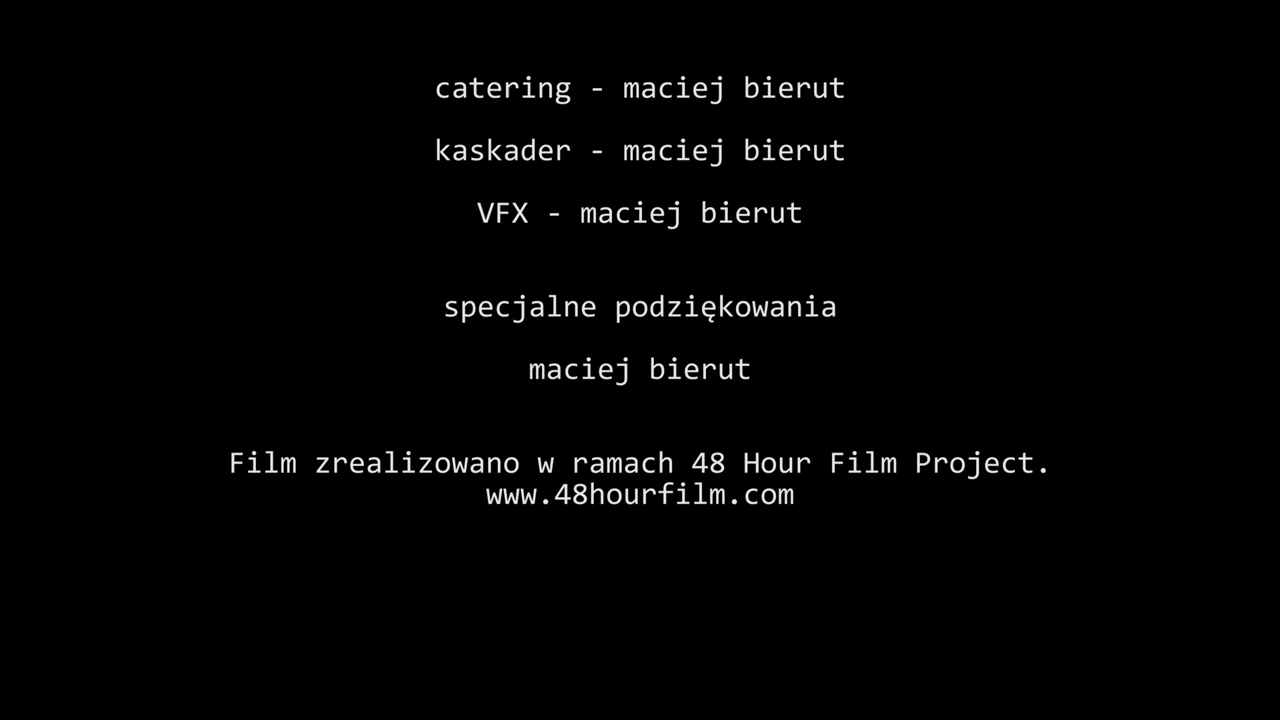 catering - maciej bierut
kaskader - maciej bierut
VFX - maciej bierut
specjalne podziękowania
maciej bierut
Film zrealizowano w ramach 48 Hour Film Project.
www.48hourfilm.com